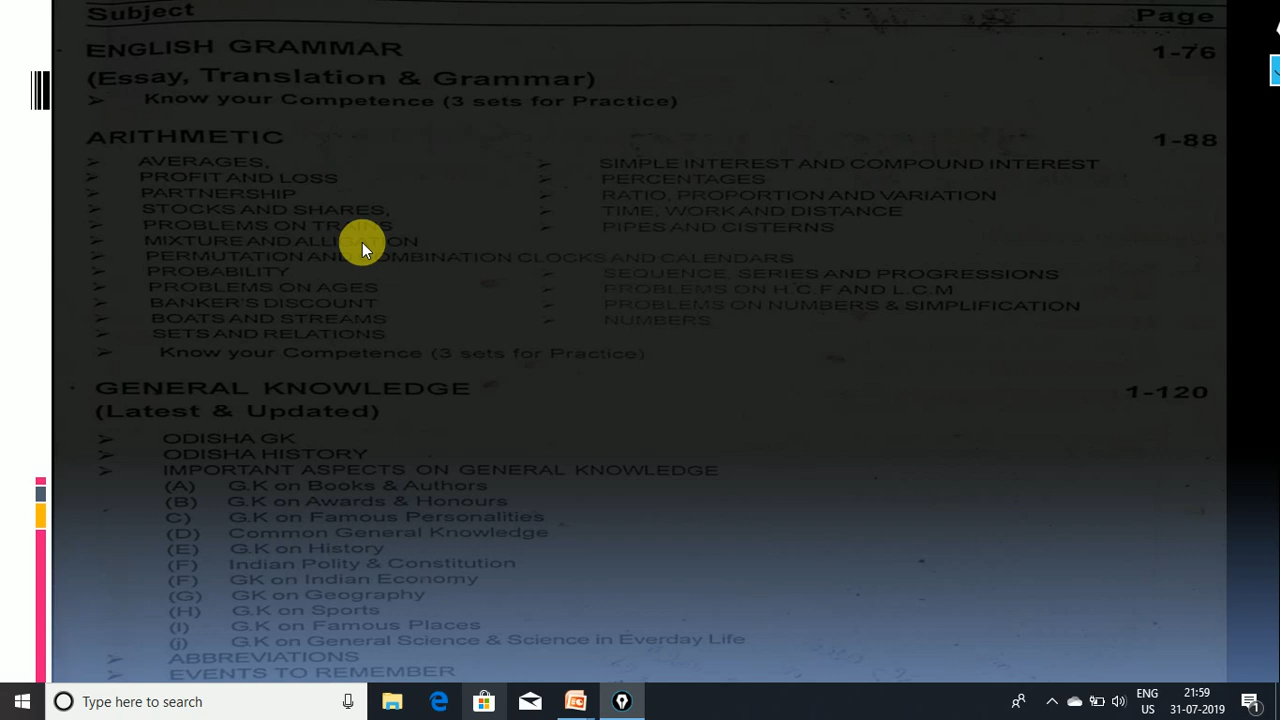 Subject Page
ENGLISH GRAMMAR 1-76
(Essay, Translation & Grammar)
➢ Know your Competence (3 sets for Practice)
ARITHMETIC 1-88
➢ AVERAGES, ➢ SIMPLE INTEREST AND COMPOUND INTEREST
➢ PROFIT AND LOSS ➢ PERCENTAGES
➢ PARTNERSHIP ➢ RATIO, PROPORTION AND VARIATION
➢ STOCKS AND SHARES, ➢ TIME, WORK AND DISTANCE
➢ PROBLEMS ON TRAINS ➢ PIPES AND CISTERNS
➢ MIXTURE AND ALLIGATION
➢ PERMUTATION AND COMBINATION CLOCKS AND CALENDARS
➢ PROBABILITY ➢ SEQUENCE, SERIES AND PROGRESSIONS
➢ PROBLEMS ON AGES ➢ PROBLEMS ON H.C.F AND L.C.M
➢ BANKER'S DISCOUNT ➢ PROBLEMS ON NUMBERS & SIMPLIFICATION
➢ BOATS AND STREAMS ➢ NUMBERS
➢ SETS AND RELATIONS
➢ Know your Competence (3 sets for Practice)
GENERAL KNOWLEDGE 1-120
(Latest & Updated)
➢ ODISHA GK
➢ ODISHA HISTORY
➢ IMPORTANT ASPECTS ON GENERAL KNOWLEDGE
(A) G.K on Books & Authors
(B) G.K on Awards & Honours
C) G.K on Famous Personalities
(D) Common General Knowledge
(E) G.K on History
(F) Indian Polity & Constitution
(F) GK on Indian Economy
(G) GK on Geography
(H) G.K on Sports
(I) G.K on Famous Places
(j) G.K on General Science & Science in Everday Life
➢ ABBREVIATIONS
➢ EVENTS TO REMEMBER
Type here to search
ENG 21:59
US 31-07-2019